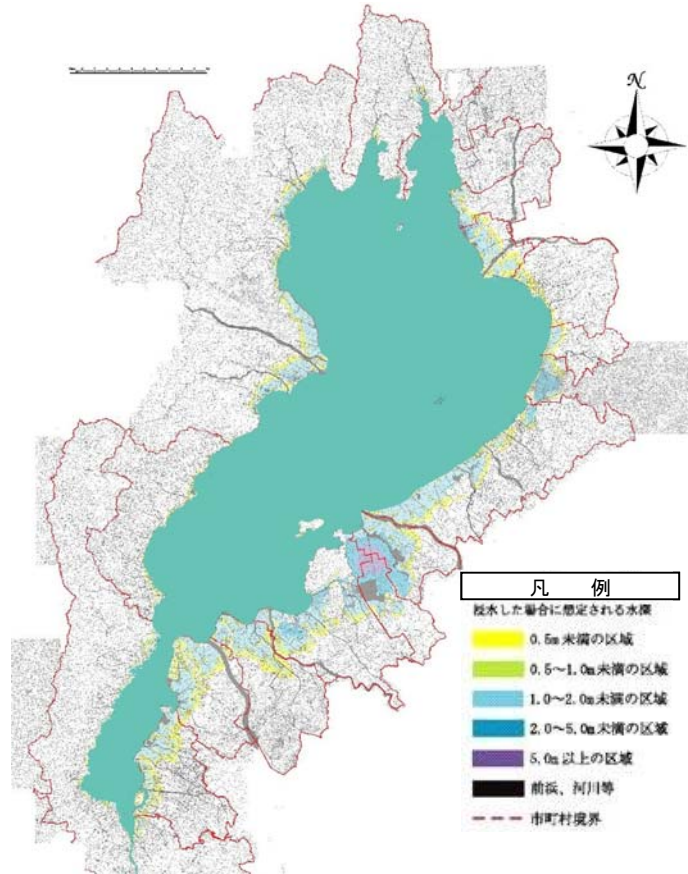 N
凡 例
浸水した場合に想定される水深
0.5m未満の区域
0.5～1.0m未満の区域
1.0～2.0m未満の区域
2.0～5.0m未満の区域
5.0m以上の区域
前浜、河川等
市町村境界